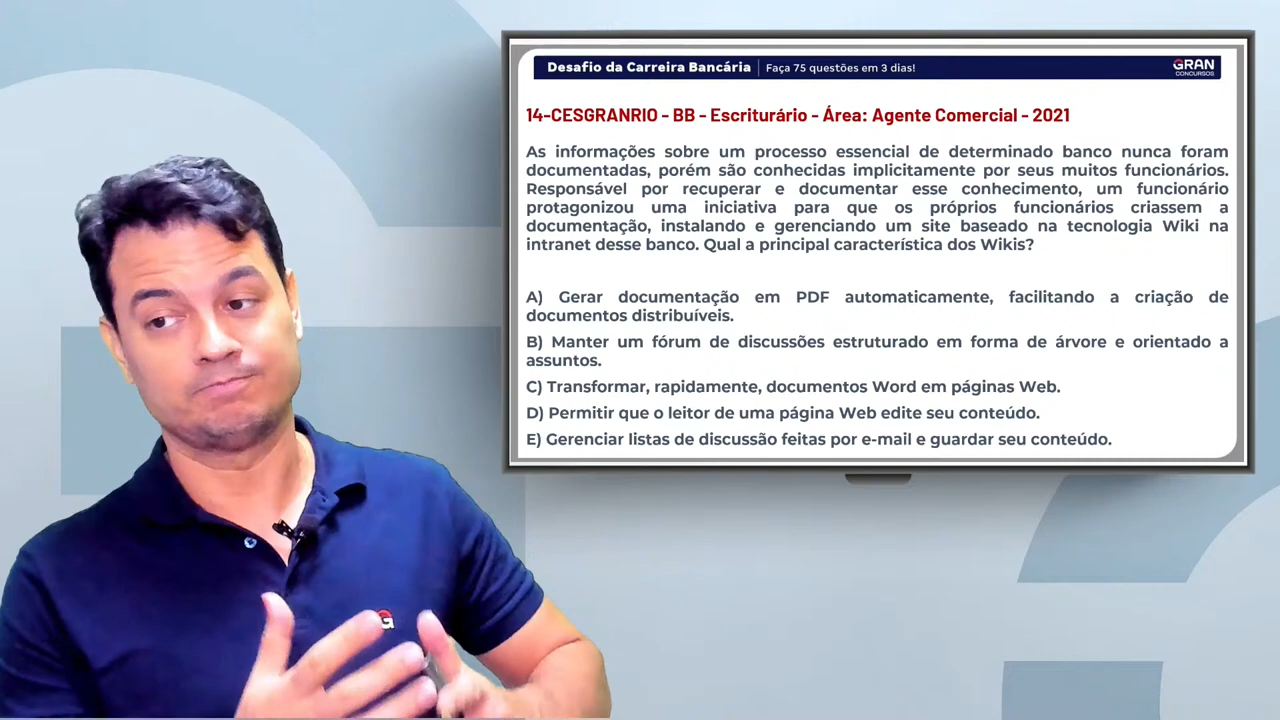 Desafio da Carreira Bancária | Faça 75 questões em 3 dias!
GRAN
CONCURSOS
14-CESGRANRIO - BB - Escriturário - Área: Agente Comercial - 2021
As informações sobre um processo essencial de determinado banco nunca foram
documentadas, porém são conhecidas implicitamente por seus muitos funcionários.
Responsável por recuperar e documentar esse conhecimento, um funcionário
protagonizou uma iniciativa para que os próprios funcionários criassem a
documentação, instalando e gerenciando um site baseado na tecnologia Wiki na
intranet desse banco. Qual a principal característica dos Wikis?
A) Gerar documentação em PDF automaticamente, facilitando a criação de
documentos distribuíveis.
B) Manter um fórum de discussões estruturado em forma de árvore e orientado a
assuntos.
C) Transformar, rapidamente, documentos Word em páginas Web.
D) Permitir que o leitor de uma página Web edite seu conteúdo.
E) Gerenciar listas de discussão feitas por e-mail e guardar seu conteúdo.
G